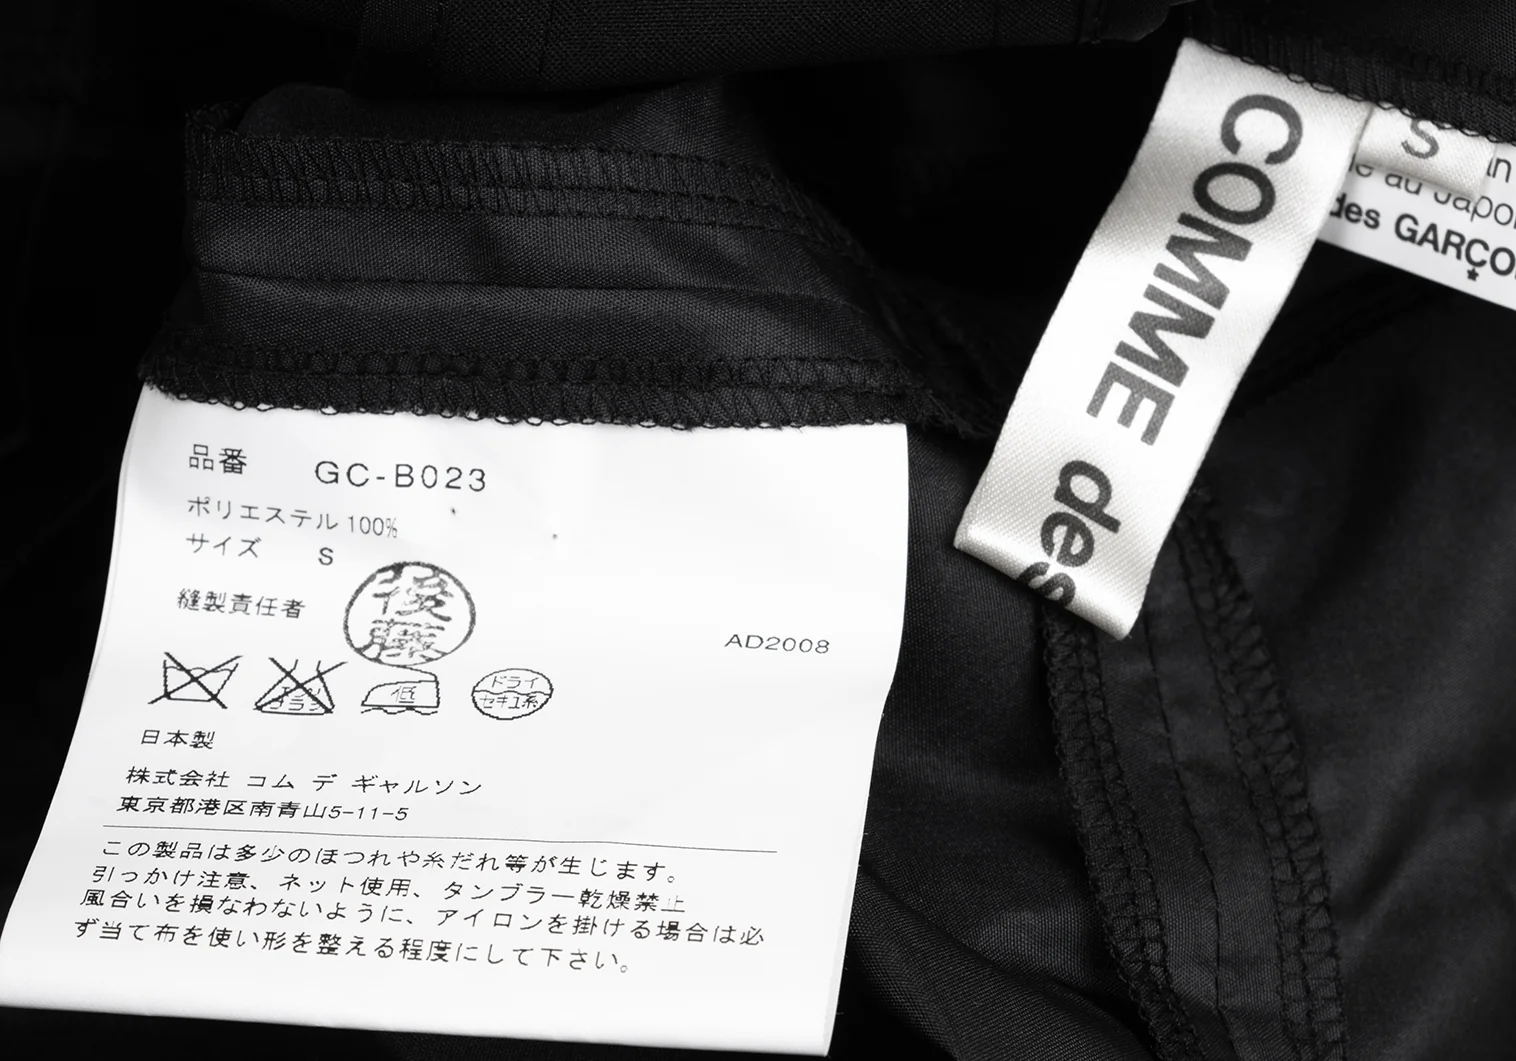 品番 GC-B023
ポリエステル 100%
サイズ S
縫製責任者 後藤
AD2008
低
ドライ
セキユ系
日本製
株式会社 コム デ ギャルソン
東京都港区南青山5-11-5
この製品は多少のほつれや糸だれ等が生じます。
引っかけ注意、ネット使用、タンブラー乾燥禁止
風合いを損なわないように、アイロンを掛ける場合は必
ず当て布を使い形を整える程度にして下さい。
COMME des
S
au Japon
des GARÇO